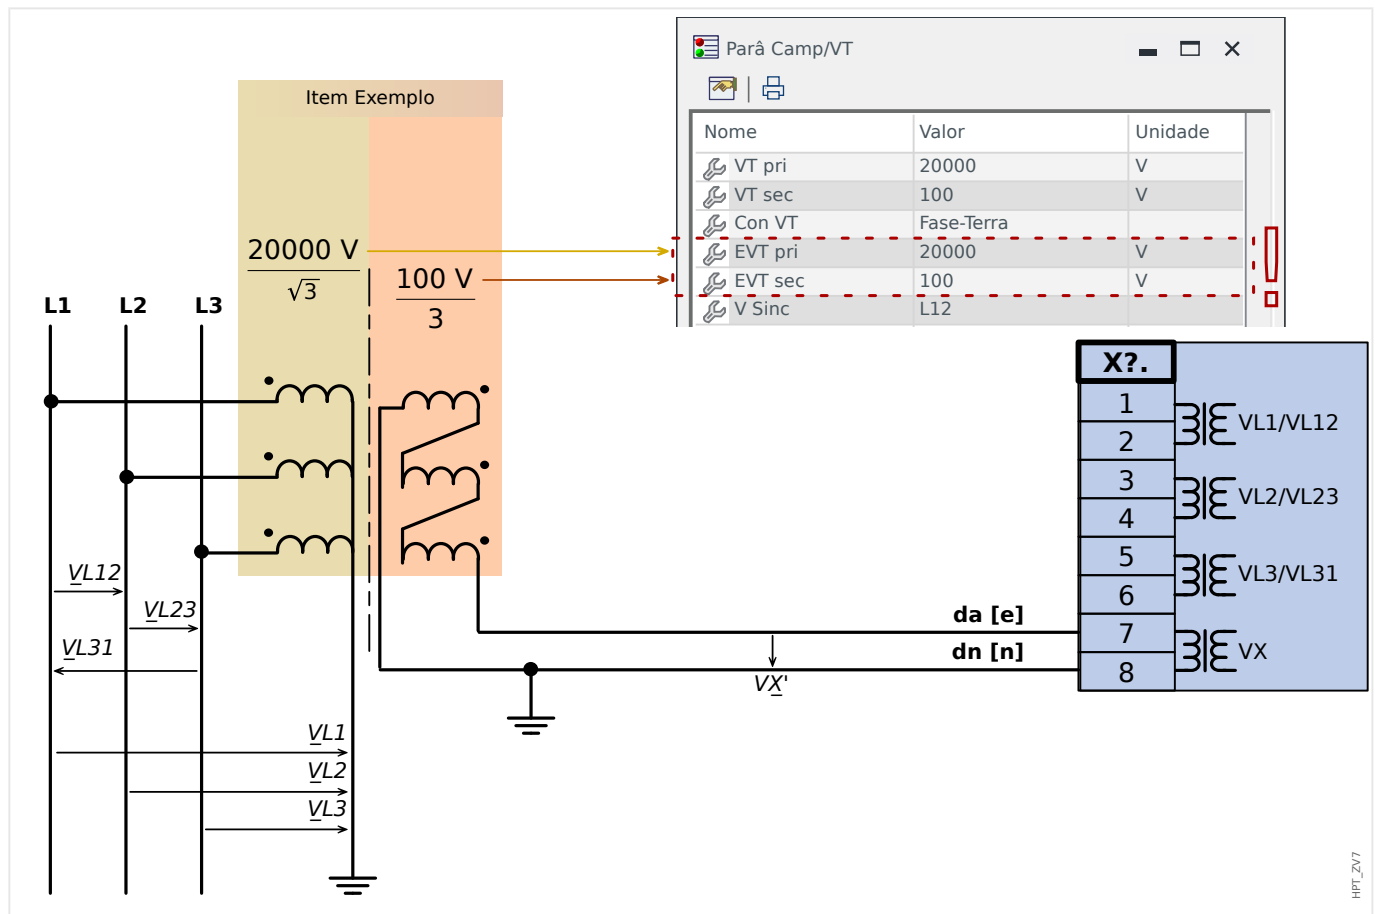 Parâ Camp/VT
Nome Valor Unidade
VT pri 20000 V
VT sec 100 V
Con VT Fase-Terra
EVT pri 20000 V
EVT sec 100 V
V Sinc L12
Item Exemplo
20000 V
√3
100 V
3
L1 L2 L3
X?.
1
2
VL1/VL12
3
4
VL2/VL23
5
6
VL3/VL31
7
8
VX
VL12
VL23
VL31
da [e]
dn [n]
VX'
VL1
VL2
VL3
HPT_ZV7